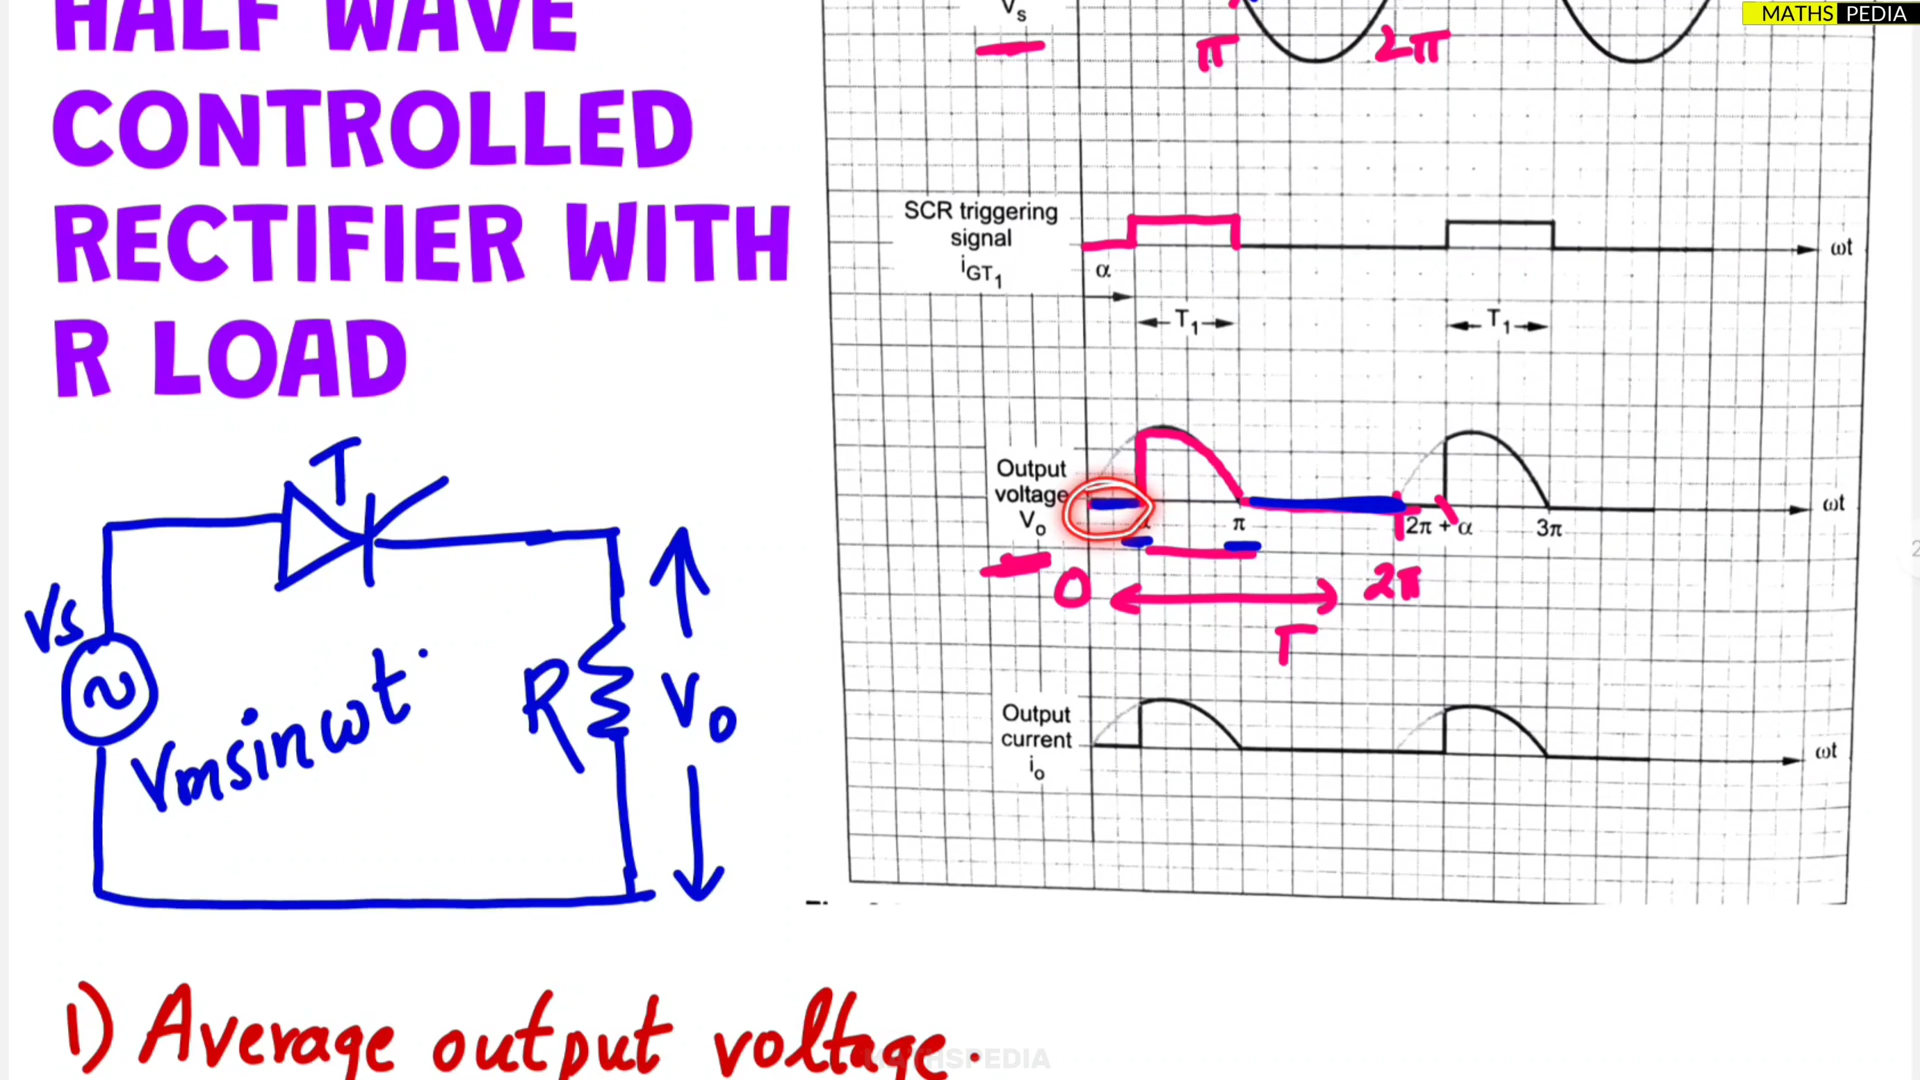 HALF WAVE
CONTROLLED
RECTIFIER WITH
R LOAD
T
Vs
Vmsinωt
R
Vo
MATHS PEDIA
Vs
π
2π
SCR triggering
signal
iGT1
α
ωt
T1
T1
Output
voltage
Vo
π
2π + α
3π
ωt
0
2π
T
Output
current
io
ωt
1) Average output voltage.